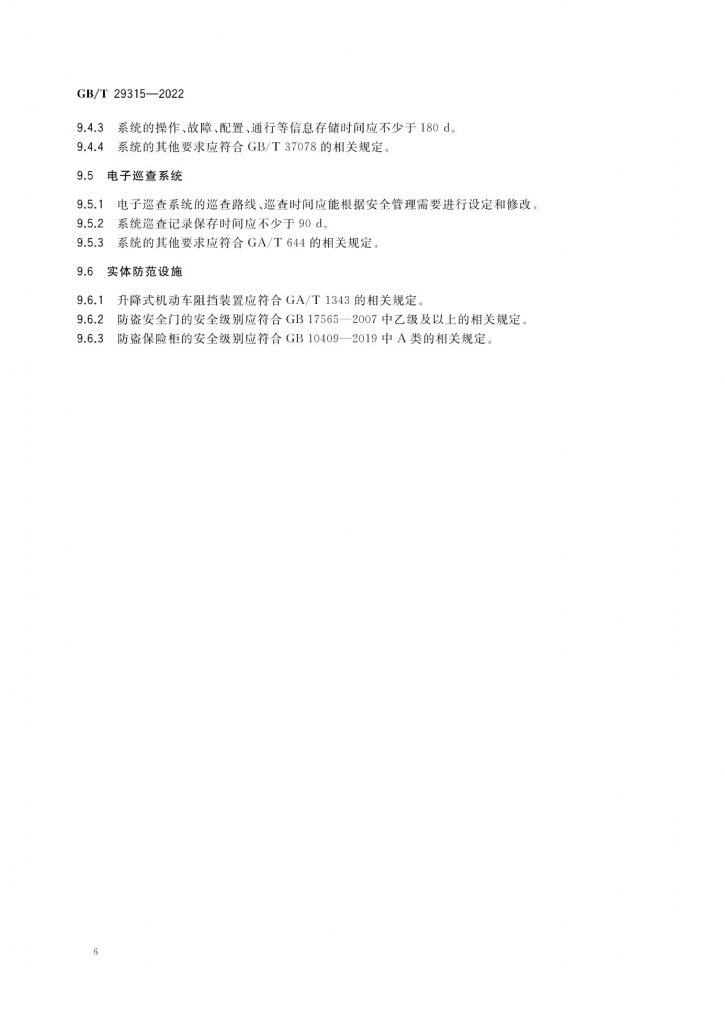 GB/T 29315—2022
9.4.3 系统的操作、故障、配置、通行等信息存储时间应不少于 180 d。
9.4.4 系统的其他要求应符合 GB/T 37078 的相关规定。
9.5 电子巡查系统
9.5.1 电子巡查系统的巡查路线、巡查时间应能根据安全管理需要进行设定和修改。
9.5.2 系统巡查记录保存时间应不少于 90 d。
9.5.3 系统的其他要求应符合 GA/T 644 的相关规定。
9.6 实体防范设施
9.6.1 升降式机动车阻挡装置应符合 GA/T 1343 的相关规定。
9.6.2 防盗安全门的安全级别应符合 GB 17565—2007 中乙级及以上的相关规定。
9.6.3 防盗保险柜的安全级别应符合 GB 10409—2019 中 A 类的相关规定。
6